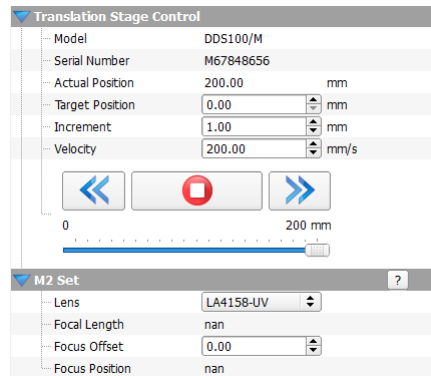 Translation Stage Control
Model DDS100/M
Serial Number M67848656
Actual Position 200.00 mm
Target Position 0.00 mm
Increment 1.00 mm
Velocity 200.00 mm/s
0 200 mm
M2 Set ?
Lens LA4158-UV
Focal Length nan
Focus Offset 0.00
Focus Position nan